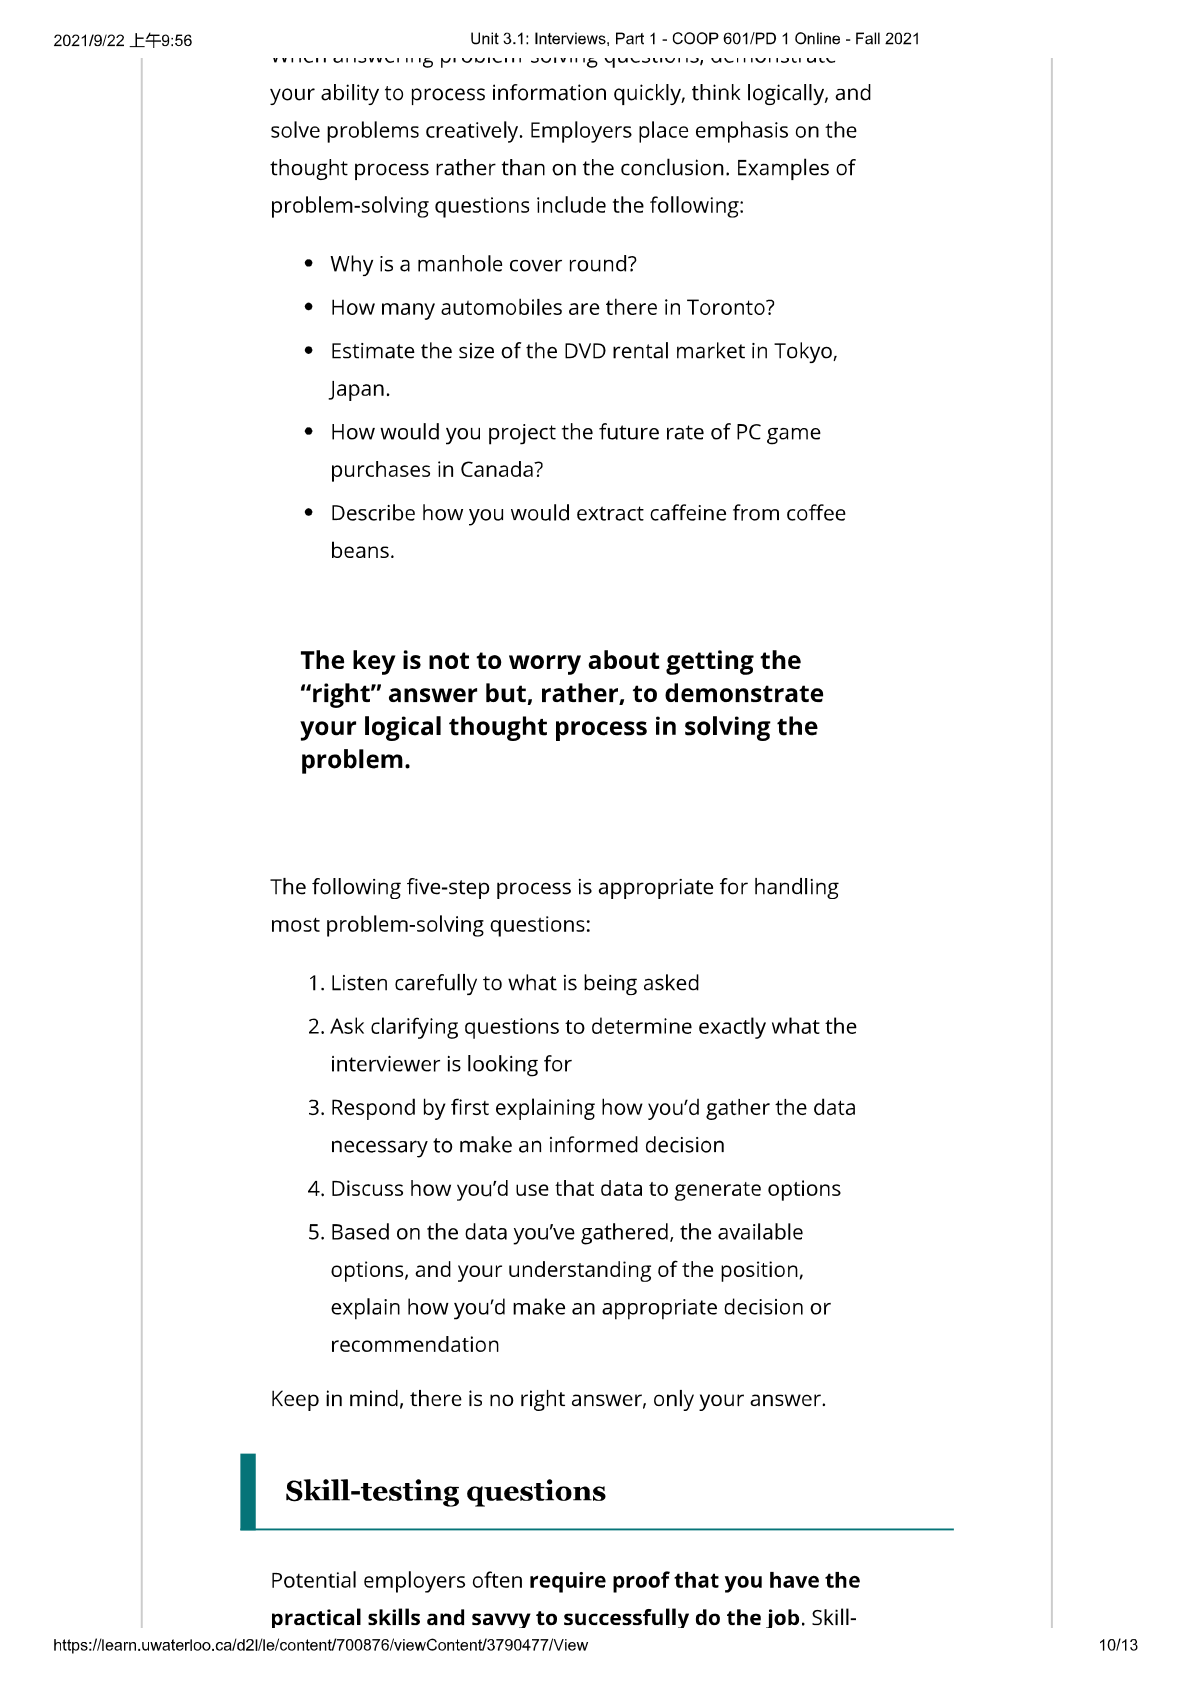 2021/9/22 上午9:56
Unit 3.1: Interviews, Part 1 - COOP 601/PD 1 Online - Fall 2021
When answering problem-solving questions, demonstrate
your ability to process information quickly, think logically, and
solve problems creatively. Employers place emphasis on the
thought process rather than on the conclusion. Examples of
problem-solving questions include the following:
• Why is a manhole cover round?
• How many automobiles are there in Toronto?
• Estimate the size of the DVD rental market in Tokyo,
Japan.
• How would you project the future rate of PC game
purchases in Canada?
• Describe how you would extract caffeine from coffee
beans.
The key is not to worry about getting the
“right” answer but, rather, to demonstrate
your logical thought process in solving the
problem.
The following five-step process is appropriate for handling
most problem-solving questions:
1. Listen carefully to what is being asked
2. Ask clarifying questions to determine exactly what the
interviewer is looking for
3. Respond by first explaining how you’d gather the data
necessary to make an informed decision
4. Discuss how you’d use that data to generate options
5. Based on the data you’ve gathered, the available
options, and your understanding of the position,
explain how you’d make an appropriate decision or
recommendation
Keep in mind, there is no right answer, only your answer.
Skill-testing questions
Potential employers often require proof that you have the
practical skills and savvy to successfully do the job. Skill-
https://learn.uwaterloo.ca/d2l/le/content/700876/viewContent/3790477/View
10/13